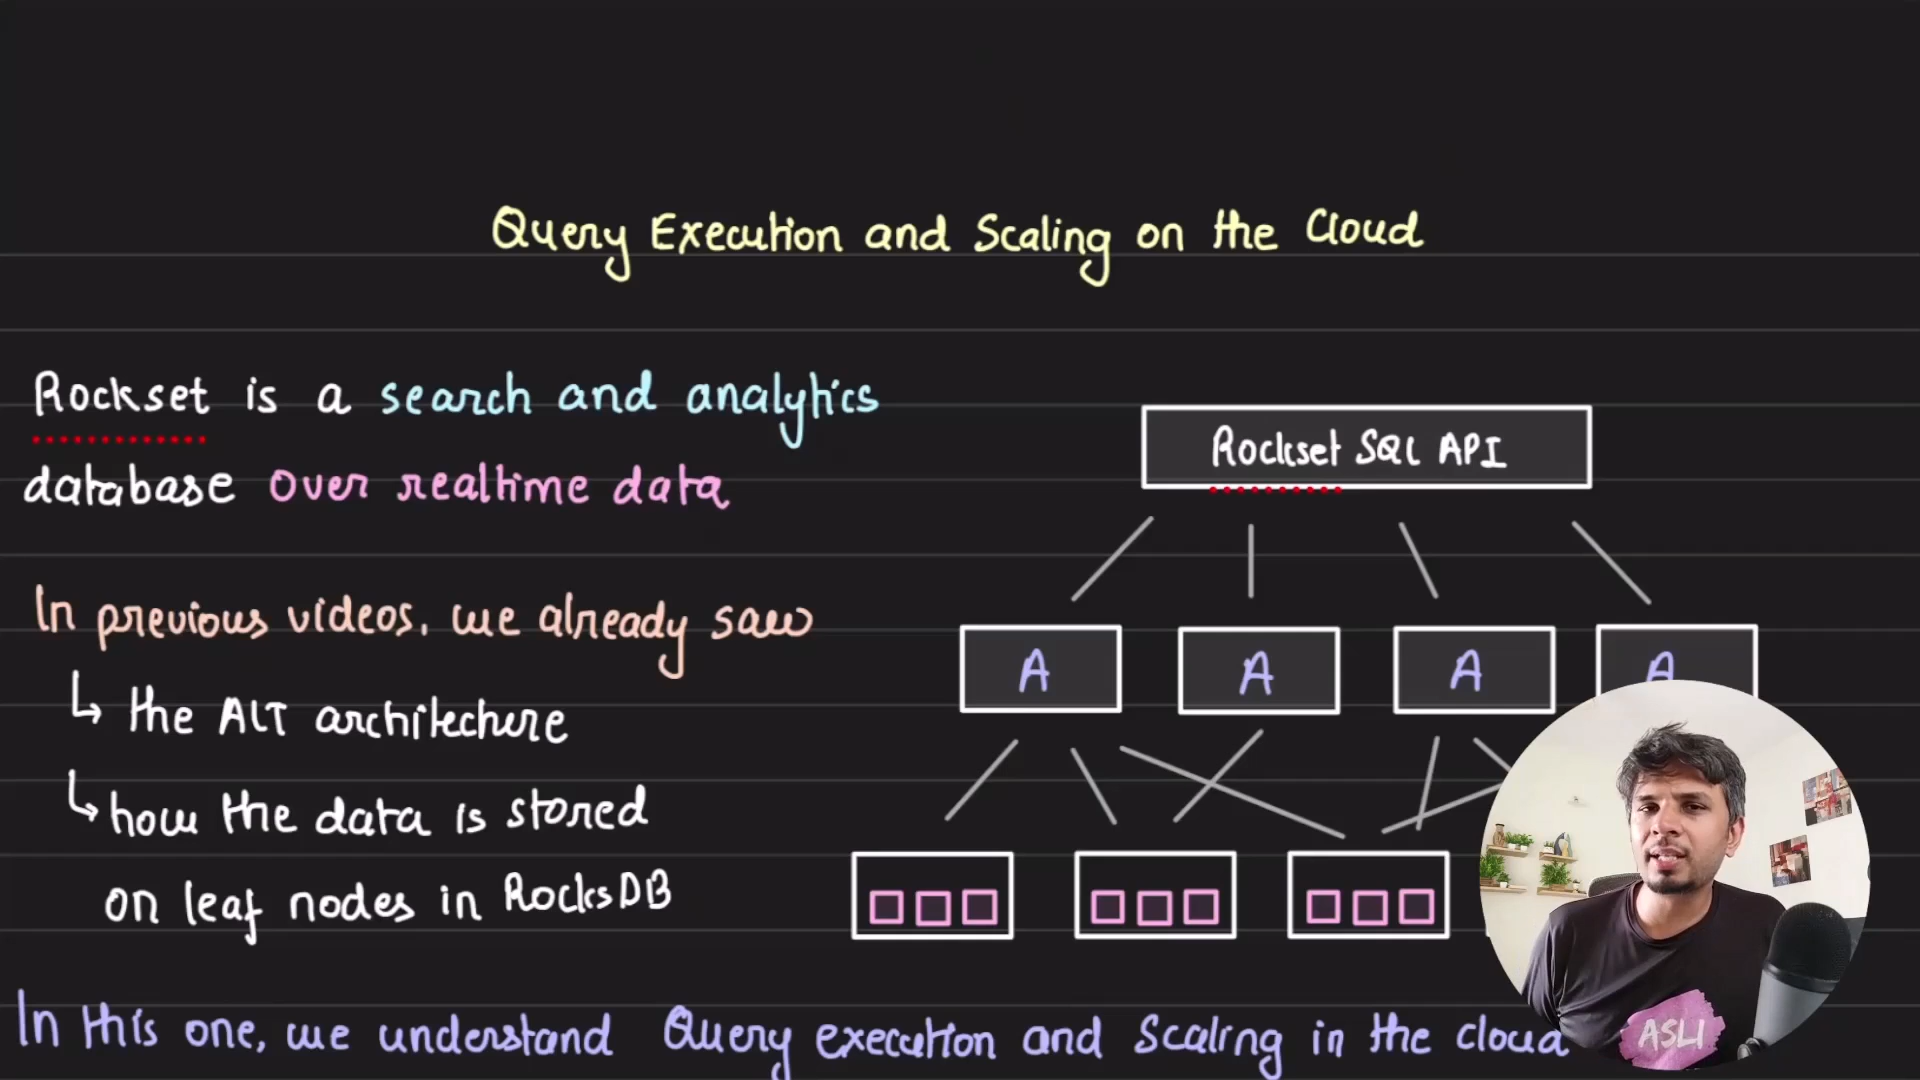 Query Execution and Scaling on the Cloud
Rockset is a search and analytics
database over realtime data
In previous videos, we already saw
↳ the ALT architecture
↳ how the data is stored
on leaf nodes in RocksDB
Rockset SQL API
A A A A
In this one, we understand Query execution and Scaling in the cloud
ASLI